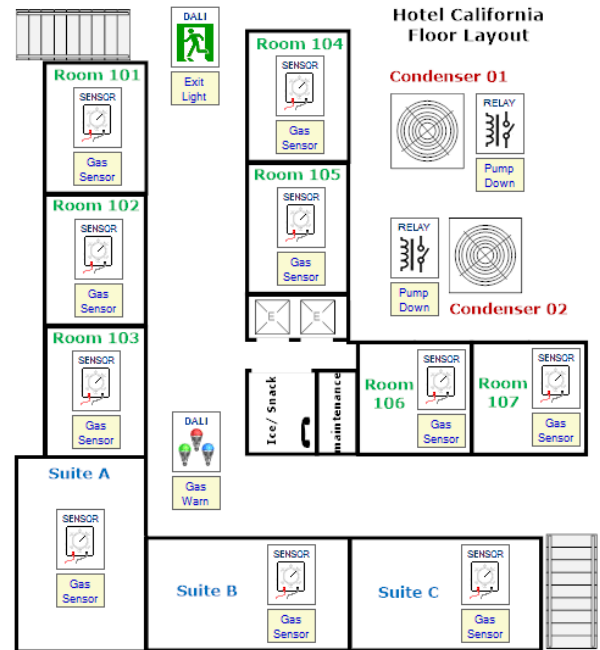 Hotel California
Floor Layout
DALI
Exit
Light
Room 101
SENSOR
Gas
Sensor
Room 104
SENSOR
Gas
Sensor
Condenser 01
RELAY
Pump
Down
Room 102
SENSOR
Gas
Sensor
Room 105
SENSOR
Gas
Sensor
RELAY
Pump
Down
Condenser 02
E
E
Room 103
SENSOR
Gas
Sensor
DALI
Gas
Warn
Ice/ Snack
maintenance
Room
106
SENSOR
Gas
Sensor
Room
107
SENSOR
Gas
Sensor
Suite A
SENSOR
Gas
Sensor
Suite B
SENSOR
Gas
Sensor
Suite C
SENSOR
Gas
Sensor